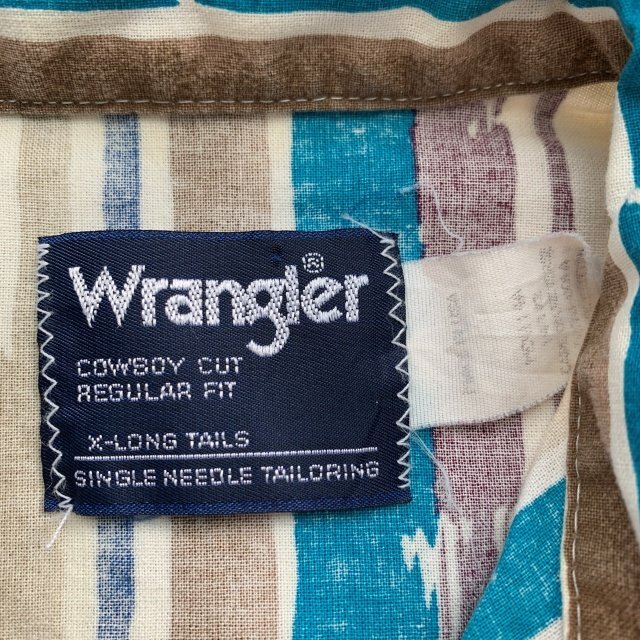 Wrangler®
COWBOY CUT
REGULAR FIT
X-LONG TAILS
SINGLE NEEDLE TAILORING